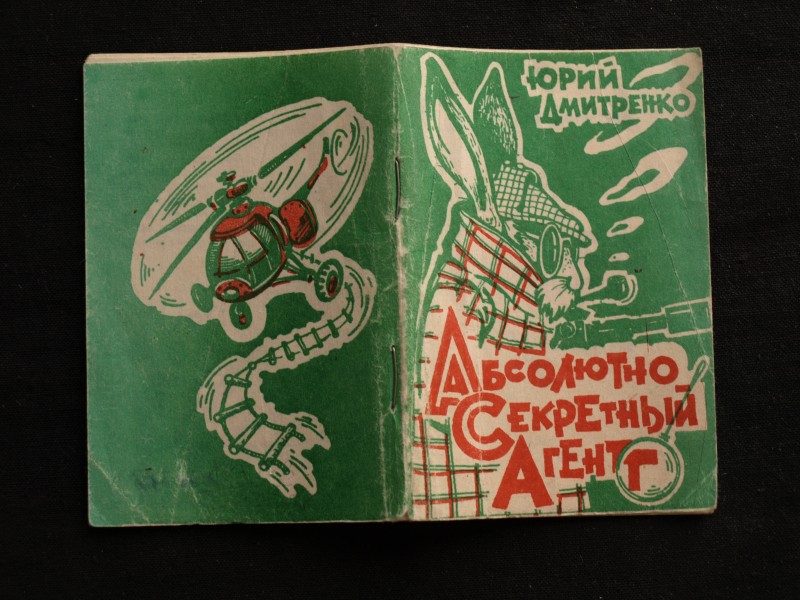 Юрий
Дмитренко
Абсолютно
Секретный
Агент